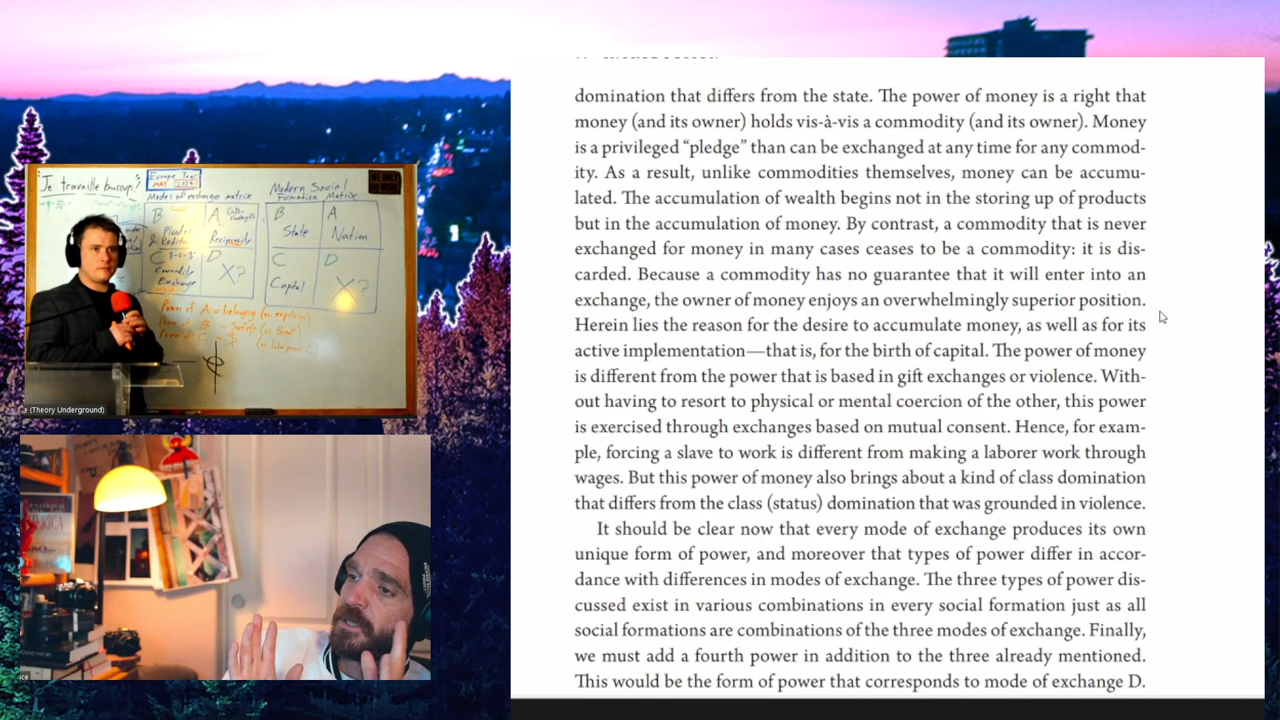 Je travaille bucoup!
Europe Tour
MAY 2024
Modes of exchange matrix
Modern Social
Formation Matrix
B
A
B
A
State
Nation
Reciprocity
C
D
C
D
X?
Commodity
Exchange
Capital
X?
Power of A = belonging (vs expulsion)
e (Theory Underground)
domination that differs from the state. The power of money is a right that
money (and its owner) holds vis-à-vis a commodity (and its owner). Money
is a privileged “pledge” than can be exchanged at any time for any commod-
ity. As a result, unlike commodities themselves, money can be accumu-
lated. The accumulation of wealth begins not in the storing up of products
but in the accumulation of money. By contrast, a commodity that is never
exchanged for money in many cases ceases to be a commodity: it is dis-
carded. Because a commodity has no guarantee that it will enter into an
exchange, the owner of money enjoys an overwhelmingly superior position.
Herein lies the reason for the desire to accumulate money, as well as for its
active implementation—that is, for the birth of capital. The power of money
is different from the power that is based in gift exchanges or violence. With-
out having to resort to physical or mental coercion of the other, this power
is exercised through exchanges based on mutual consent. Hence, for exam-
ple, forcing a slave to work is different from making a laborer work through
wages. But this power of money also brings about a kind of class domination
that differs from the class (status) domination that was grounded in violence.
It should be clear now that every mode of exchange produces its own
unique form of power, and moreover that types of power differ in accor-
dance with differences in modes of exchange. The three types of power dis-
cussed exist in various combinations in every social formation just as all
social formations are combinations of the three modes of exchange. Finally,
we must add a fourth power in addition to the three already mentioned.
This would be the form of power that corresponds to mode of exchange D.